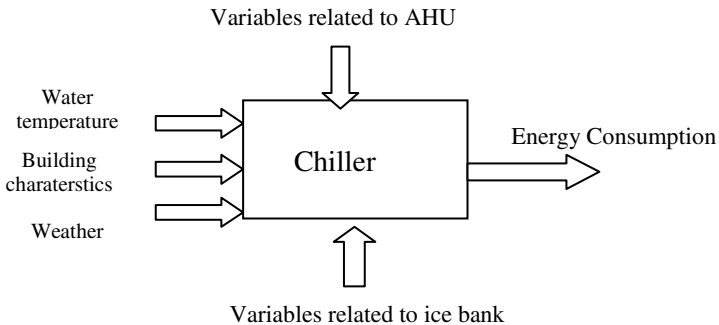 Variables related to AHU
Water
temperature
Building
charaterstics
Weather
Chiller
Energy Consumption
Variables related to ice bank